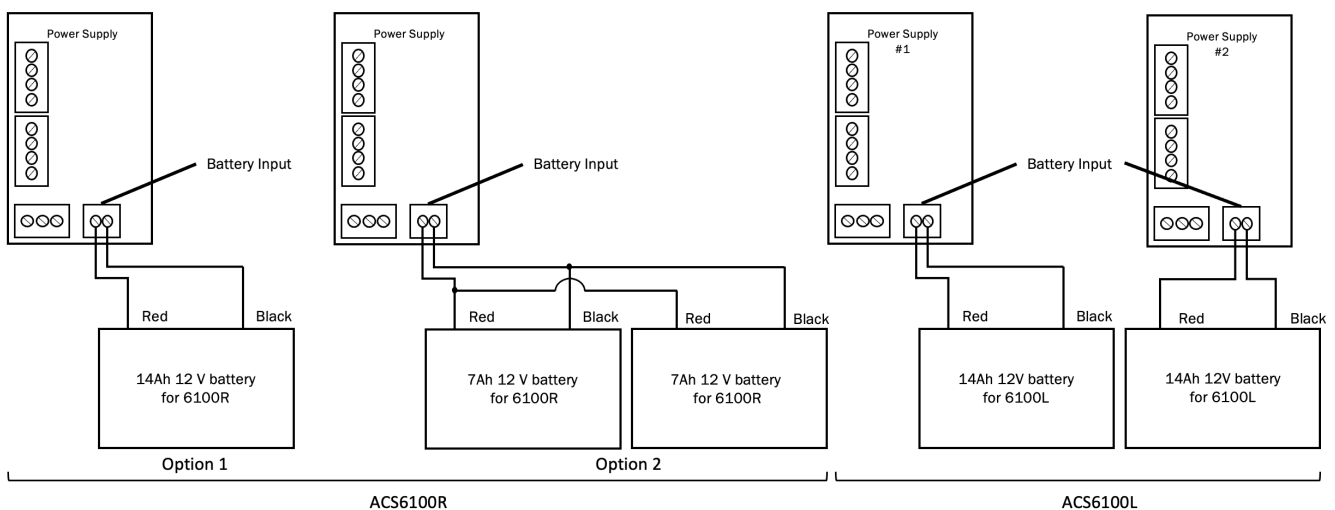 Power Supply
Power Supply
Power Supply
#1
Power Supply
#2
Battery Input
Battery Input
Battery Input
Red
Black
Red
Black
Red
Black
Red
Black
Red
Black
14Ah 12 V battery
for 6100R
7Ah 12 V battery
for 6100R
7Ah 12 V battery
for 6100R
14Ah 12V battery
for 6100L
14Ah 12V battery
for 6100L
Option 1
Option 2
ACS6100R
ACS6100L